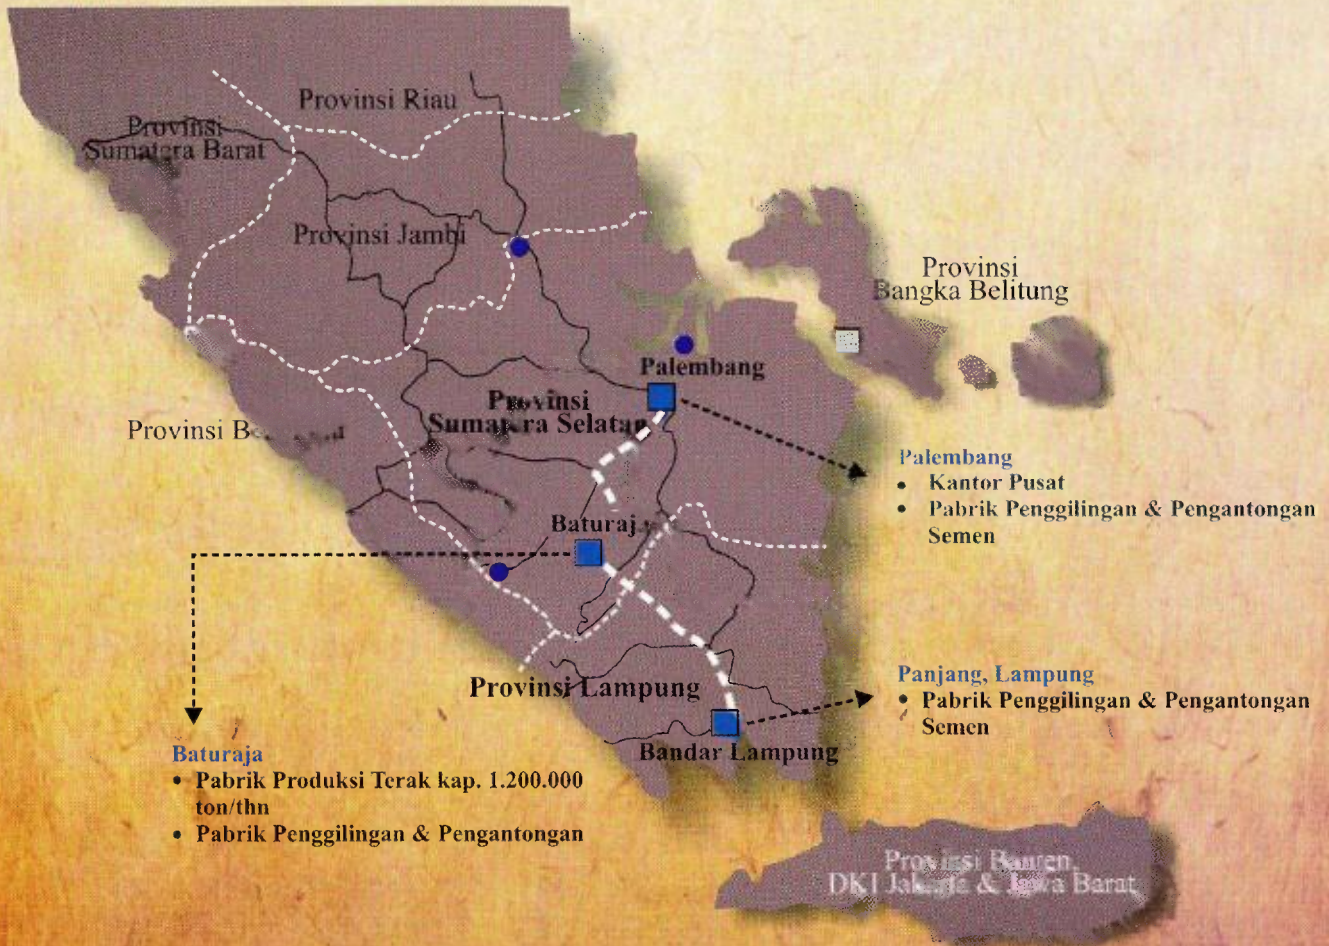 Provinsi Riau
Provinsi
Sumatera Barat
Provinsi Jambi
Provinsi
Bangka Belitung
Palembang
Provinsi
Sumatera Selatan
Provinsi
Palembang
• Kantor Pusat
• Pabrik Penggilingan & Pengantongan
Semen
Baturaj
Provinsi Lampung
Panjang, Lampung
• Pabrik Penggilingan & Pengantongan
Semen
Bandar Lampung
Baturaja
• Pabrik Produksi Terak kap. 1.200.000
ton/thn
• Pabrik Penggilingan & Pengantongan
Provinsi Banten,
DKI Jakarta & Jawa Barat